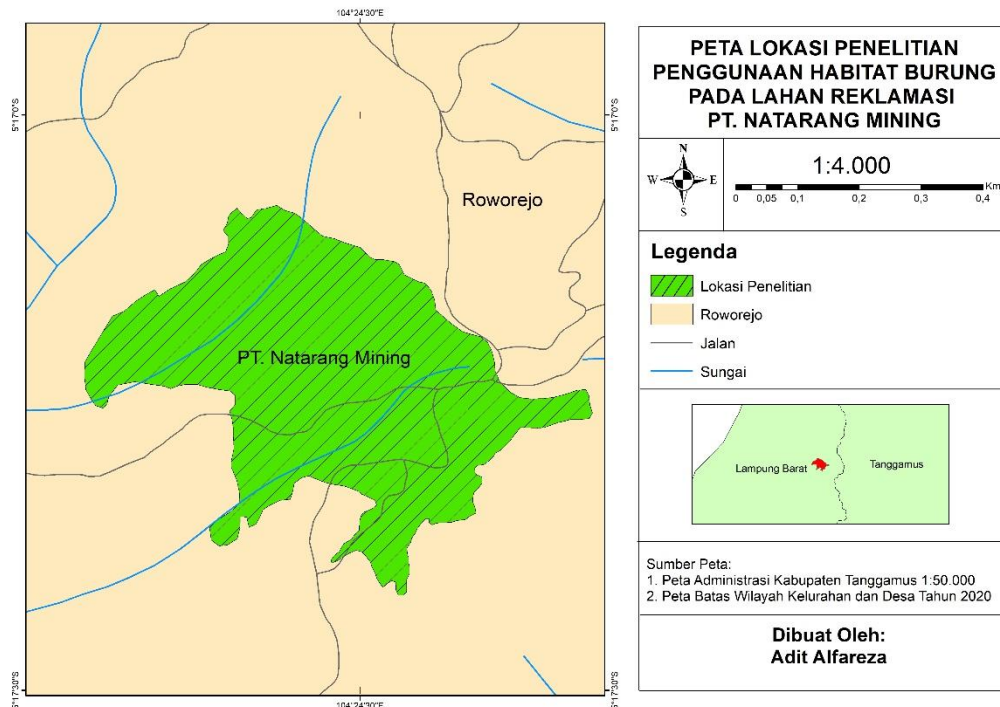 104°24'30"E
5°17'0"S
5°17'0"S
Roworejo
PT. Natarang Mining
5°17'30"S
5°17'30"S
104°24'30"E
PETA LOKASI PENELITIAN
PENGGUNAAN HABITAT BURUNG
PADA LAHAN REKLAMASI
PT. NATARANG MINING
N
W E
S
1:4.000
Km
0 0,05 0,1 0,2 0,3 0,4
Legenda
Lokasi Penelitian
Roworejo
Jalan
Sungai
Lampung Barat
Tanggamus
Sumber Peta:
1. Peta Administrasi Kabupaten Tanggamus 1:50.000
2. Peta Batas Wilayah Kelurahan dan Desa Tahun 2020
Dibuat Oleh:
Adit Alfareza